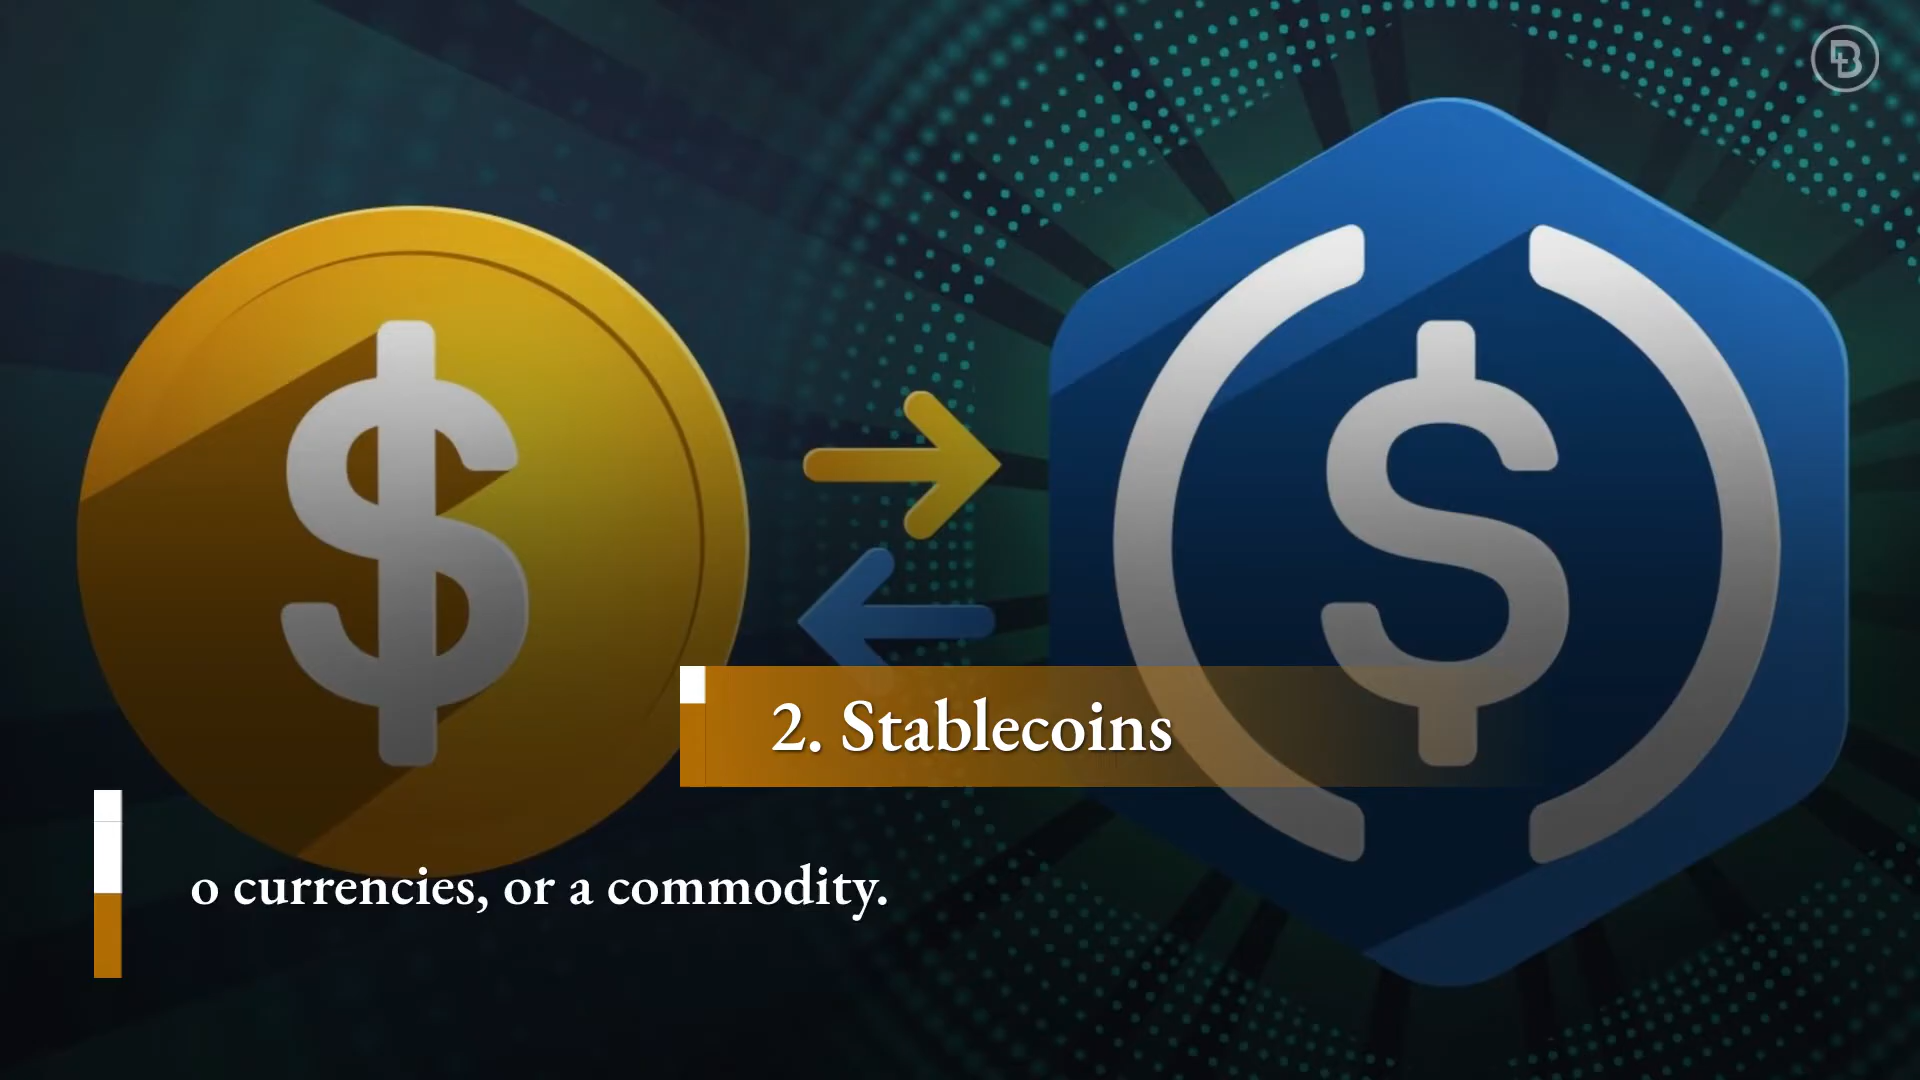 2. Stablecoins
o currencies, or a commodity.